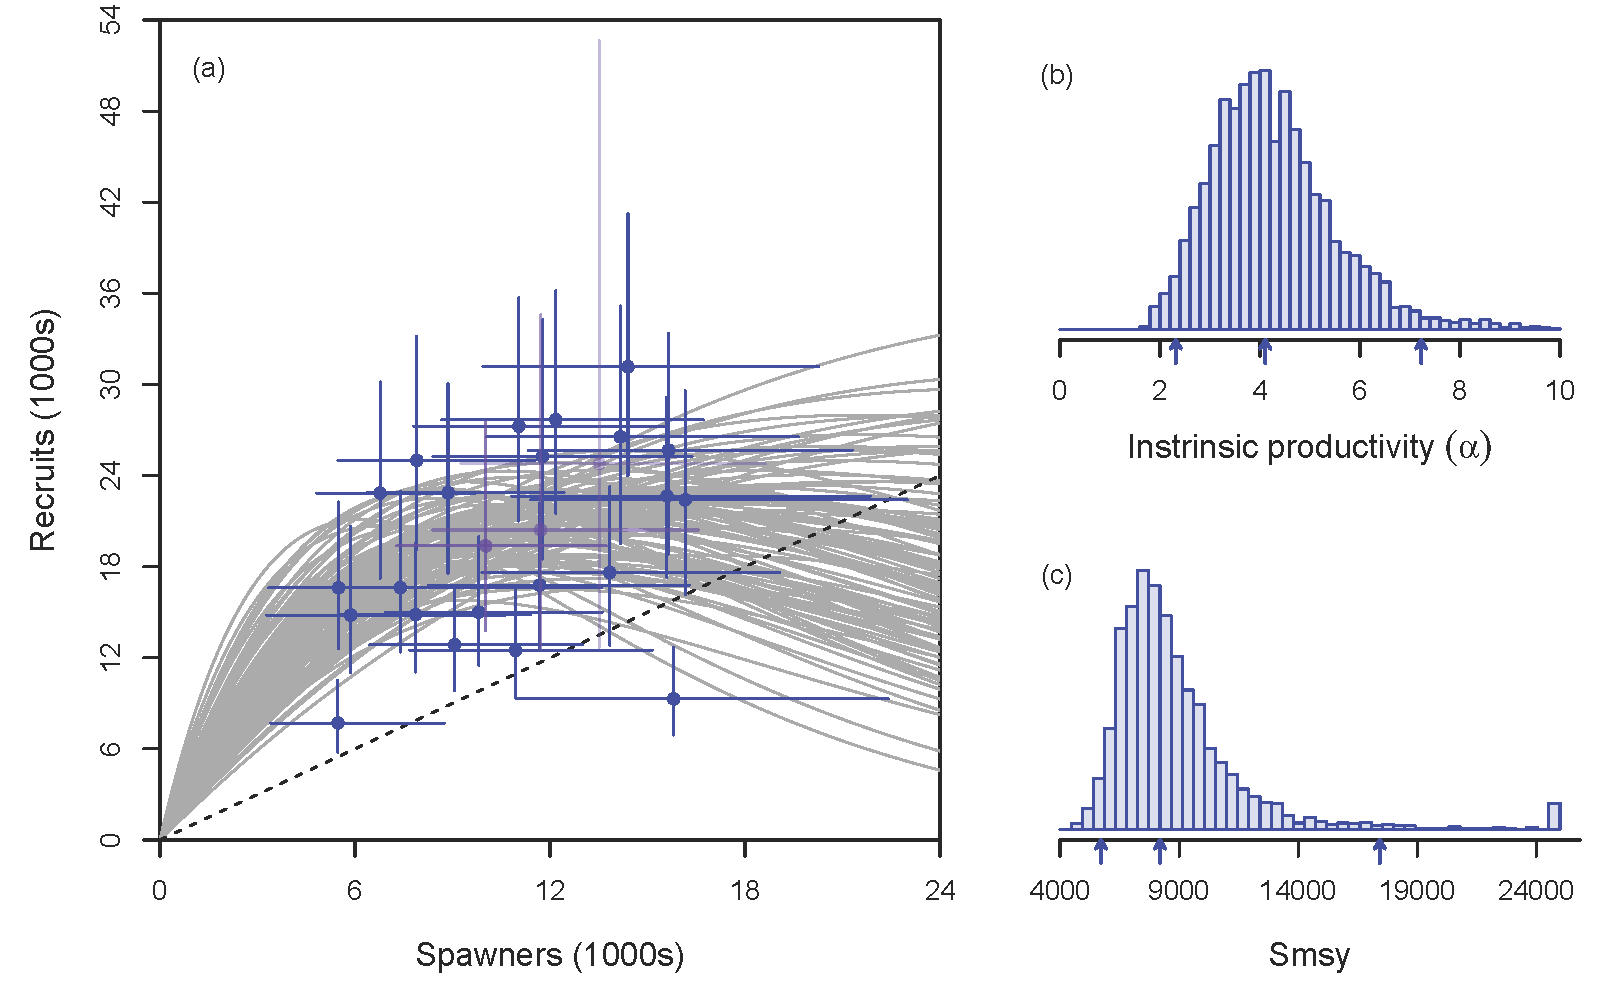 (a)
54
48
42
36
30
24
18
12
6
0
Recruits (1000s)
0 6 12 18 24
Spawners (1000s)
(b)
0 2 4 6 8 10
Instrinsic productivity (α)
(c)
4000 9000 14000 19000 24000
Smsy